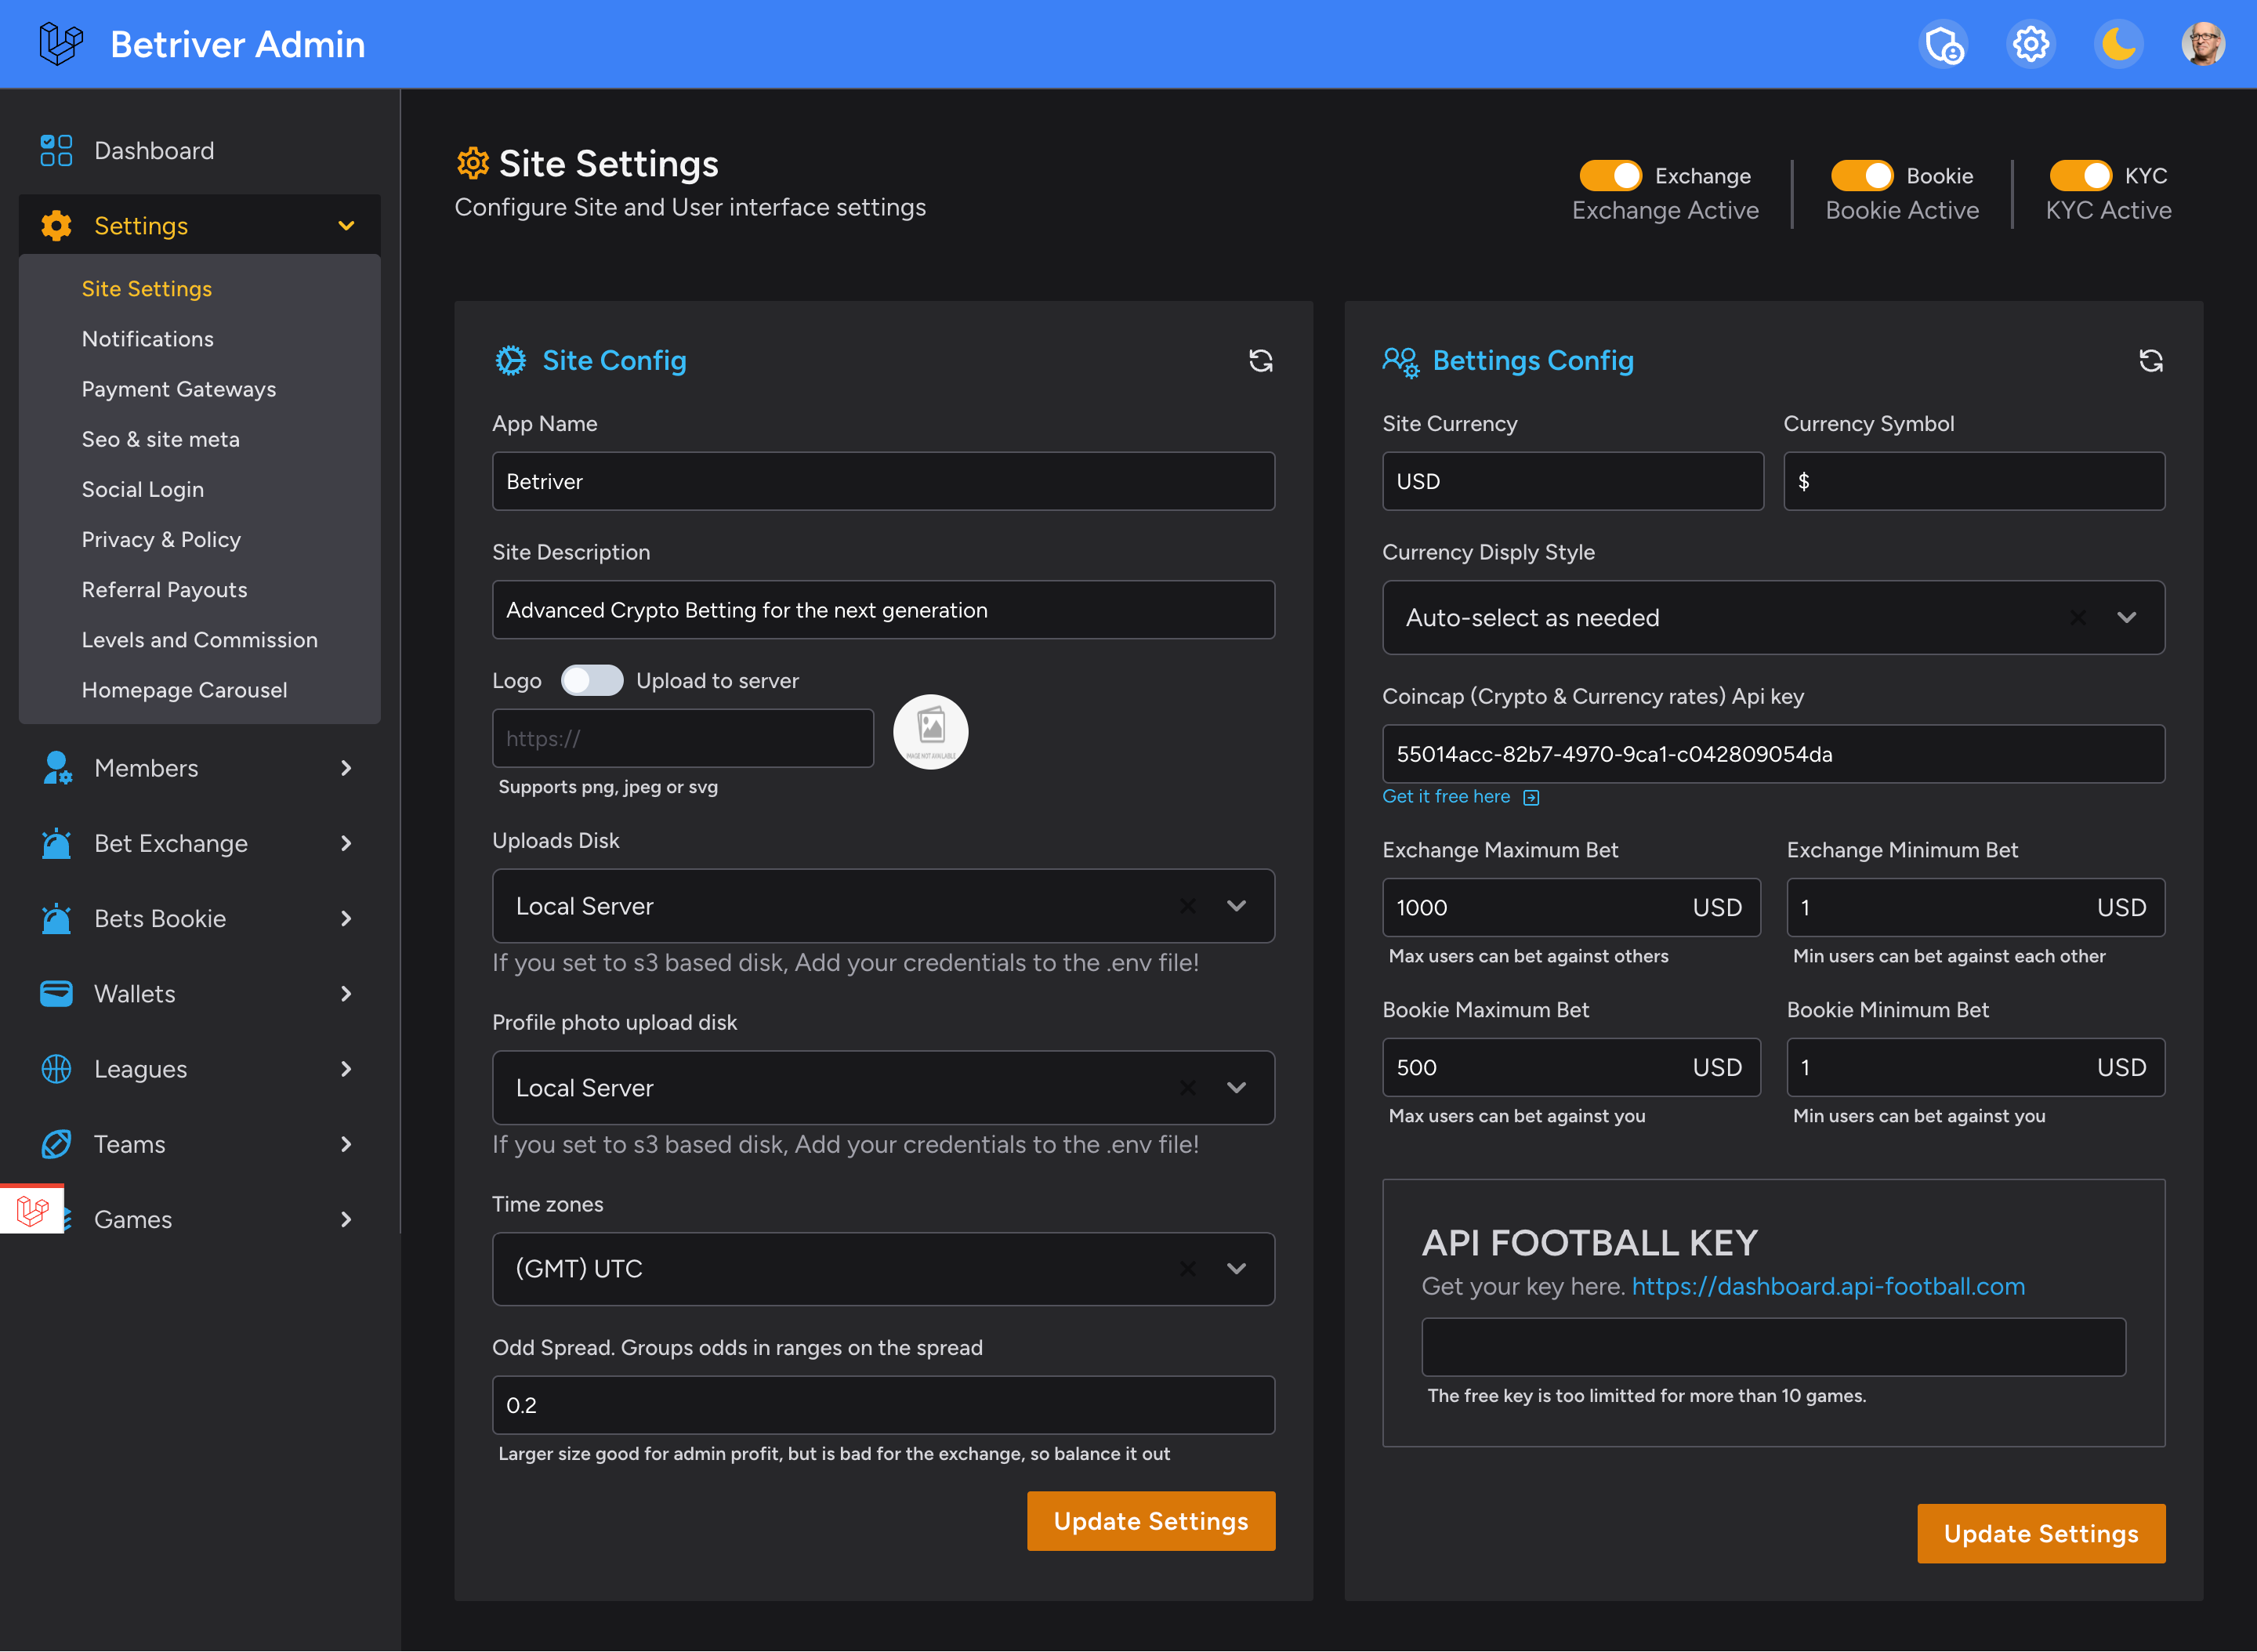 Betriver Admin
Dashboard
Settings
Site Settings
Notifications
Payment Gateways
Seo & site meta
Social Login
Privacy & Policy
Referral Payouts
Levels and Commission
Homepage Carousel
Members
Bet Exchange
Bets Bookie
Wallets
Leagues
Teams
Games
Site Settings
Configure Site and User interface settings
Exchange
Exchange Active
Bookie
Bookie Active
KYC
KYC Active
Site Config
App Name
Betriver
Site Description
Advanced Crypto Betting for the next generation
Logo Upload to server
https://
IMAGE NOT AVAILABLE
Supports png, jpeg or svg
Uploads Disk
Local Server
If you set to s3 based disk, Add your credentials to the .env file!
Profile photo upload disk
Local Server
If you set to s3 based disk, Add your credentials to the .env file!
Time zones
(GMT) UTC
Odd Spread. Groups odds in ranges on the spread
0.2
Larger size good for admin profit, but is bad for the exchange, so balance it out
Update Settings
Bettings Config
Site Currency Currency Symbol
USD $
Currency Disply Style
Auto-select as needed
Coincap (Crypto & Currency rates) Api key
55014acc-82b7-4970-9ca1-c042809054da
Get it free here
Exchange Maximum Bet Exchange Minimum Bet
1000 USD 1 USD
Max users can bet against others Min users can bet against each other
Bookie Maximum Bet Bookie Minimum Bet
500 USD 1 USD
Max users can bet against you Min users can bet against you
API FOOTBALL KEY
Get your key here. https://dashboard.api-football.com
The free key is too limitted for more than 10 games.
Update Settings